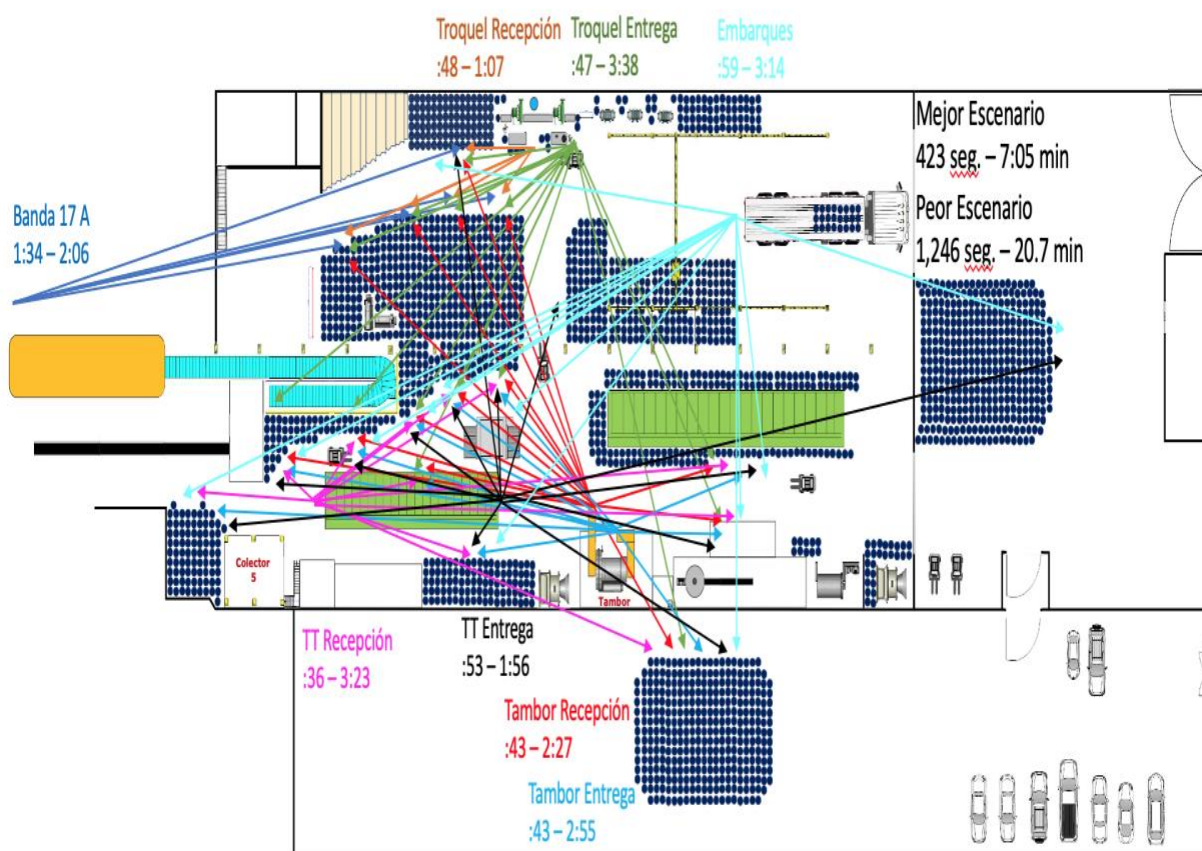 Troquel Recepción
:48 – 1:07
Troquel Entrega
:47 – 3:38
Embarques
:59 – 3:14
Mejor Escenario
423 seg. – 7:05 min
Peor Escenario
1,246 seg. – 20.7 min
Banda 17 A
1:34 – 2:06
Colector
5
Tambor
TT Recepción
:36 – 3:23
TT Entrega
:53 – 1:56
Tambor Recepción
:43 – 2:27
Tambor Entrega
:43 – 2:55